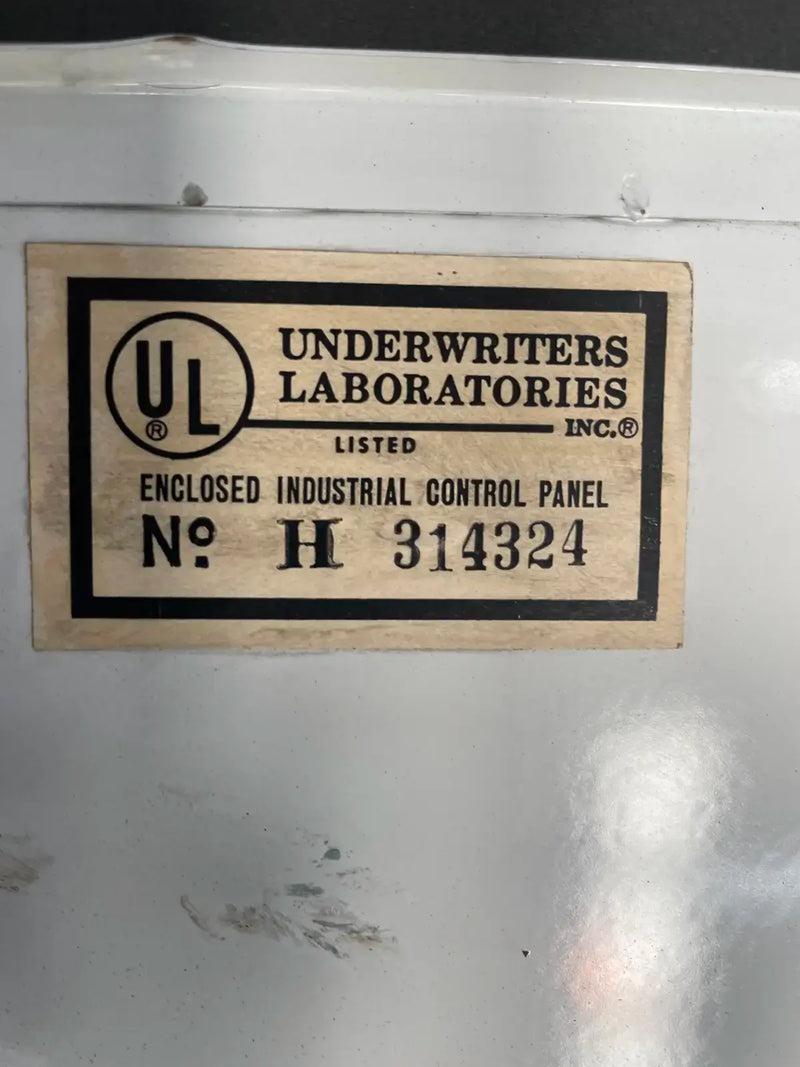 UL®
UNDERWRITERS
LABORATORIES
INC.®
LISTED
ENCLOSED INDUSTRIAL CONTROL PANEL
Nº H 314324